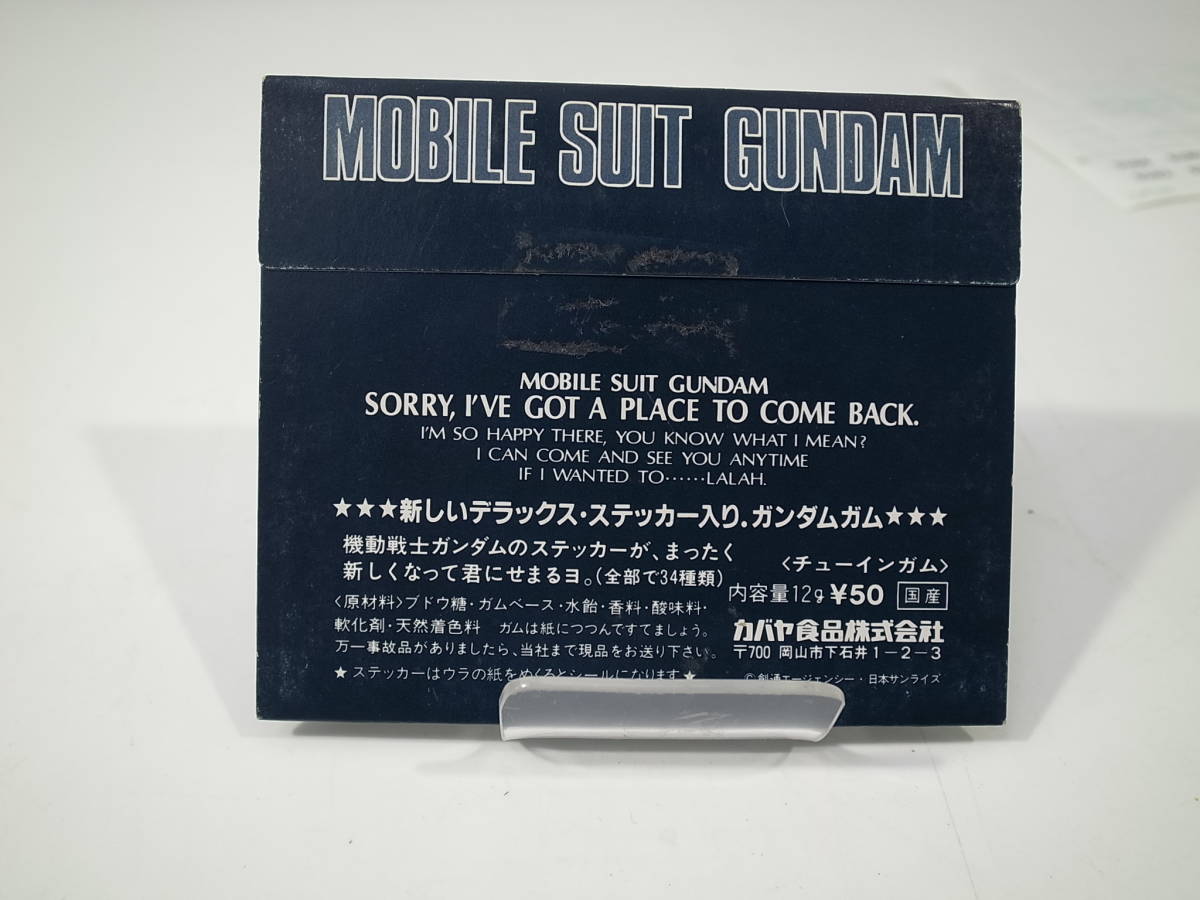 MOBILE SUIT GUNDAM
MOBILE SUIT GUNDAM
SORRY, I'VE GOT A PLACE TO COME BACK.
I'M SO HAPPY THERE, YOU KNOW WHAT I MEAN?
I CAN COME AND SEE YOU ANYTIME
IF I WANTED TO‥‥‥LALAH.
★★★新しいデラックス・ステッカー入り.ガンダムガム★★★
機動戦士ガンダムのステッカーが、まったく
新しくなって君にせまるヨ。(全部で34種類)
〈原材料〉ブドウ糖・ガムベース・水飴・香料・酸味料・
軟化剤・天然着色料 ガムは紙につつんですてましょう。
万一事故品がありましたら、当社まで現品をお送り下さい。
★ステッカーはウラの紙をめくるとシールになります★
〈チューインガム〉
内容量12g ¥50 国産
カバヤ食品株式会社
〒700 岡山市下石井1-2-3
©創通エージェンシー・日本サンライズ